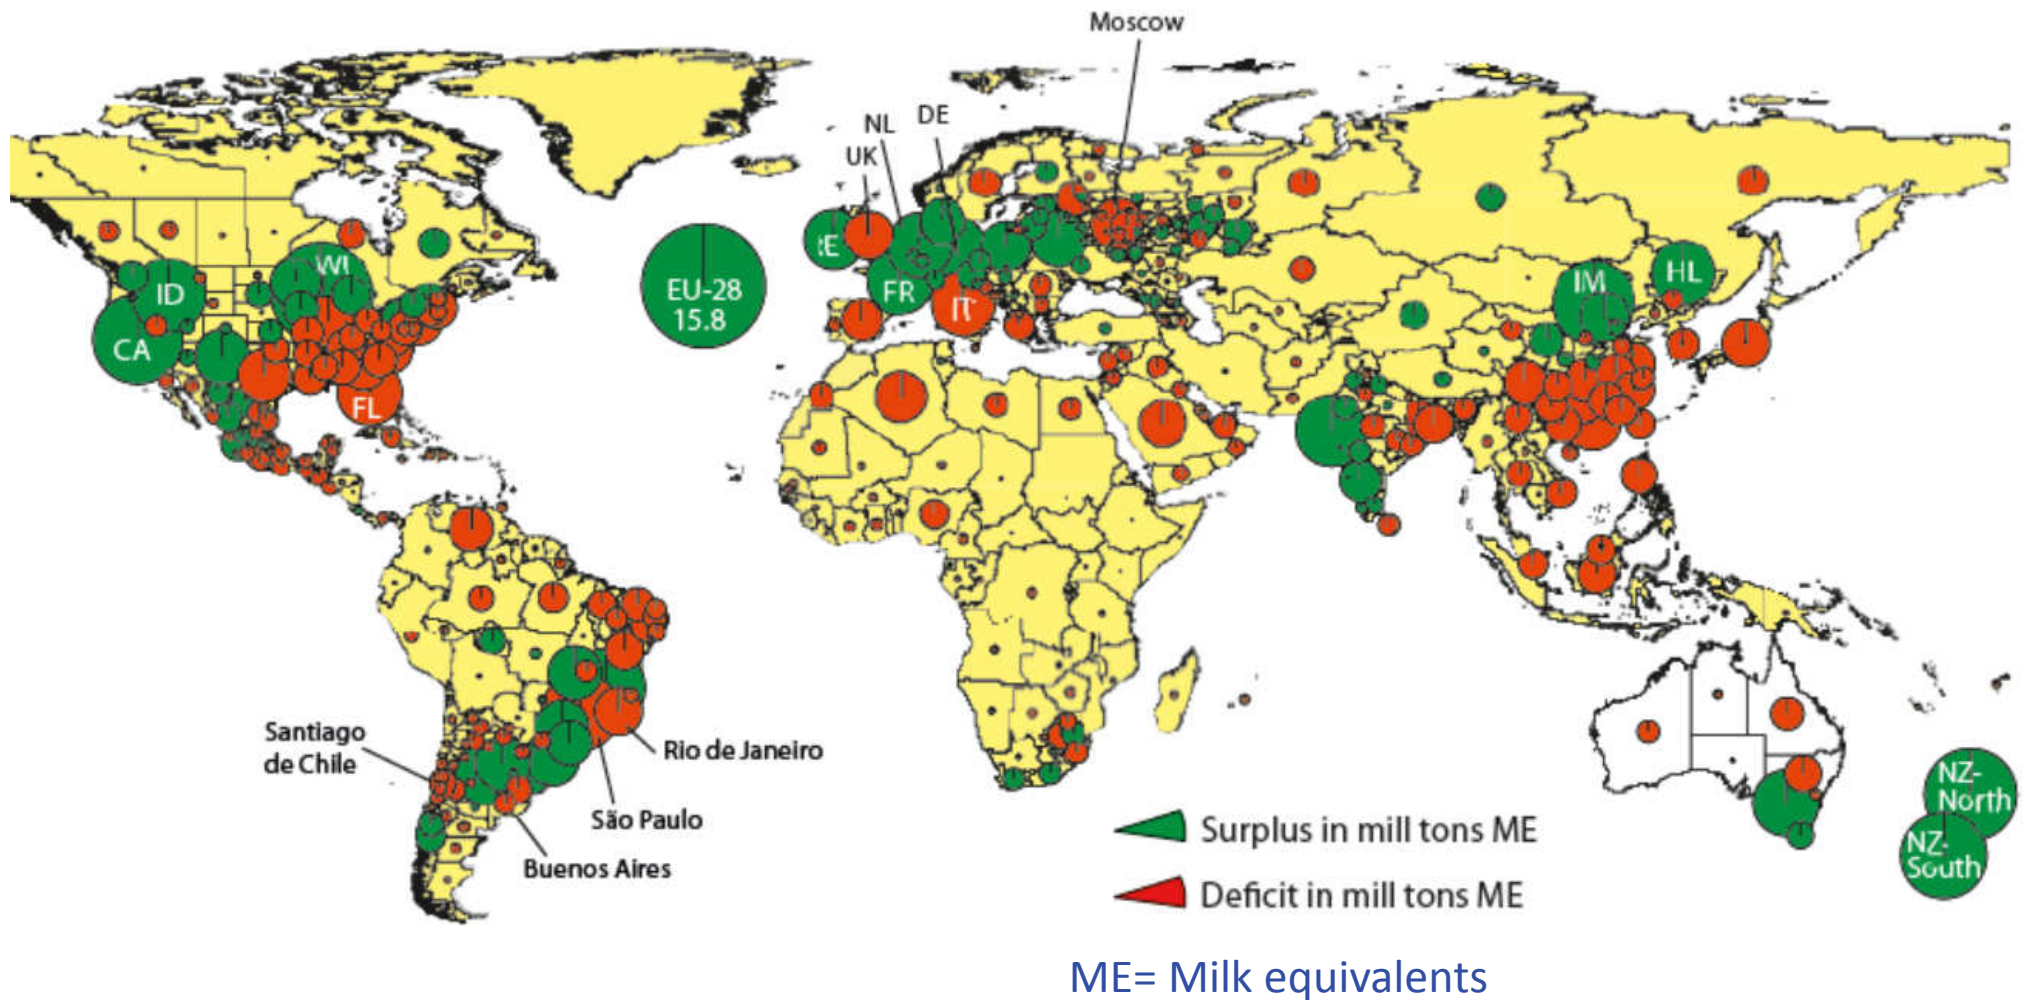 Moscow
NL
DE
UK
WI
ID
CA
FL
EU-28
15.8
IE
FR
IT
IM
HL
Santiago
de Chile
Rio de Janeiro
São Paulo
Buenos Aires
NZ-
North
NZ-
South
Surplus in mill tons ME
Deficit in mill tons ME
ME= Milk equivalents